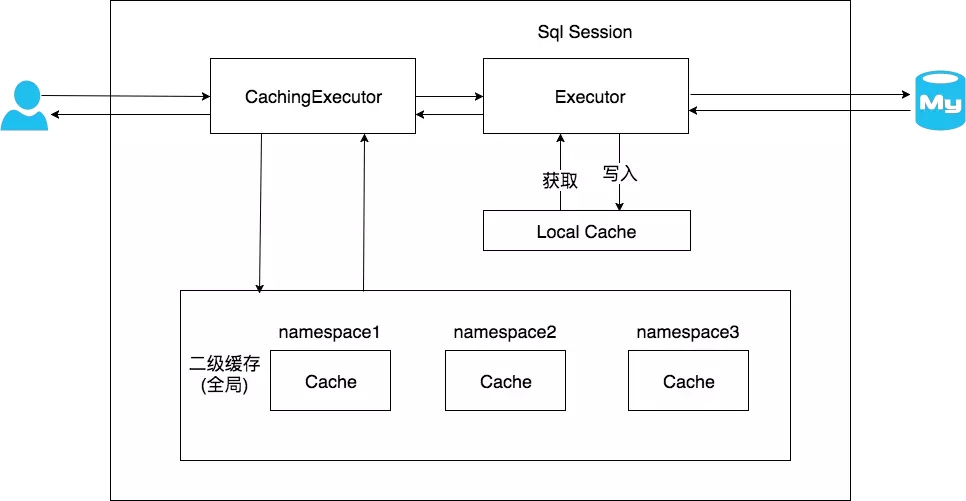 Sql Session
CachingExecutor
Executor
My
获取
写入
Local Cache
namespace1
namespace2
namespace3
二级缓存
(全局)
Cache
Cache
Cache